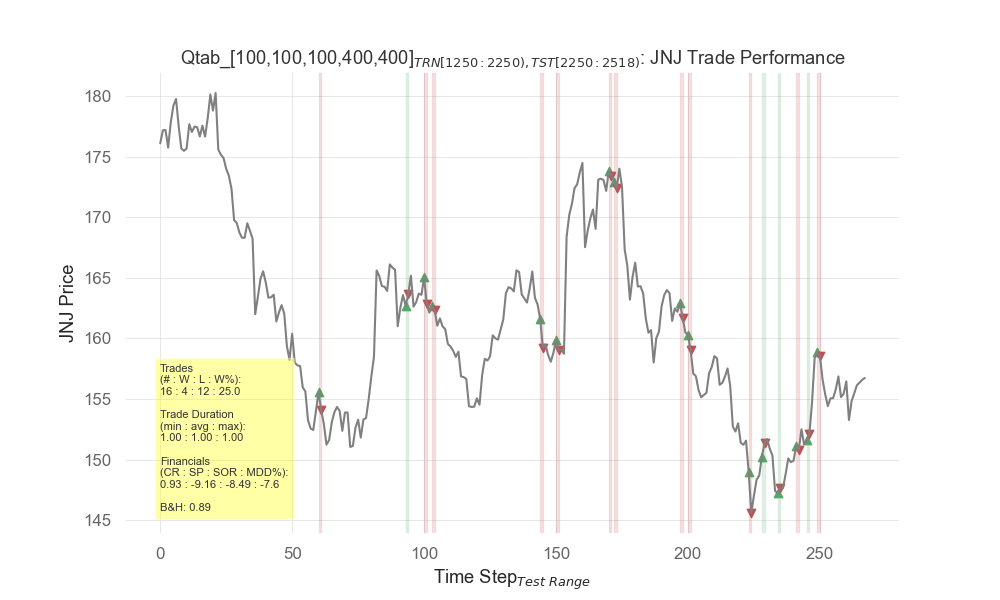 Qtab_[100,100,100,400,400]TRN[1250:2250),TST[2250:2518): JNJ Trade Performance
180
175
170
165
160
155
150
145
JNJ Price
Trades
(# : W : L : W%):
16 : 4 : 12 : 25.0
Trade Duration
(min : avg : max):
1.00 : 1.00 : 1.00
Financials
(CR : SP : SOR : MDD%):
0.93 : -9.16 : -8.49 : -7.6
B&H: 0.89
0 50 100 150 200 250
Time Step Test Range